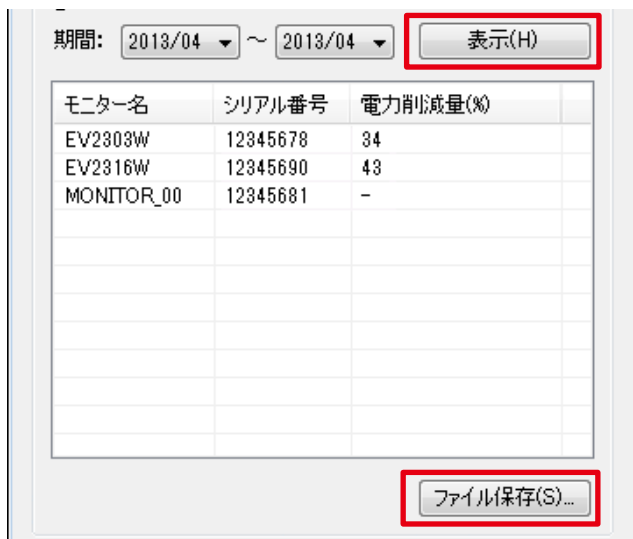 期間: 2013/04 ～ 2013/04 表示(H)
モニター名 シリアル番号 電力削減量(%)
EV2303W 12345678 34
EV2316W 12345690 43
MONITOR_00 12345681 -
ファイル保存(S)...